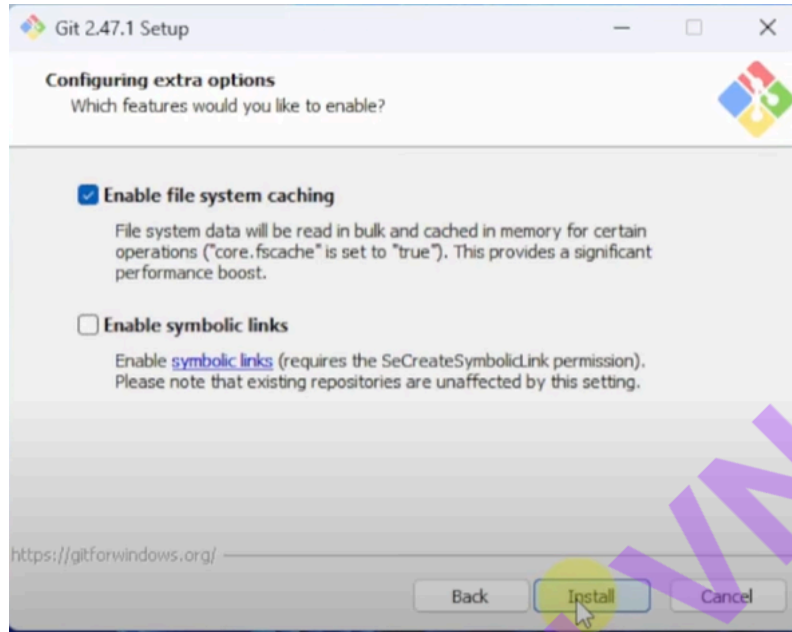 Git 2.47.1 Setup
Configuring extra options
Which features would you like to enable?
Enable file system caching
File system data will be read in bulk and cached in memory for certain
operations ("core.fscache" is set to "true"). This provides a significant
performance boost.
Enable symbolic links
Enable symbolic links (requires the SeCreateSymbolicLink permission).
Please note that existing repositories are unaffected by this setting.
https://gitforwindows.org/
Back
Install
Cancel
VN